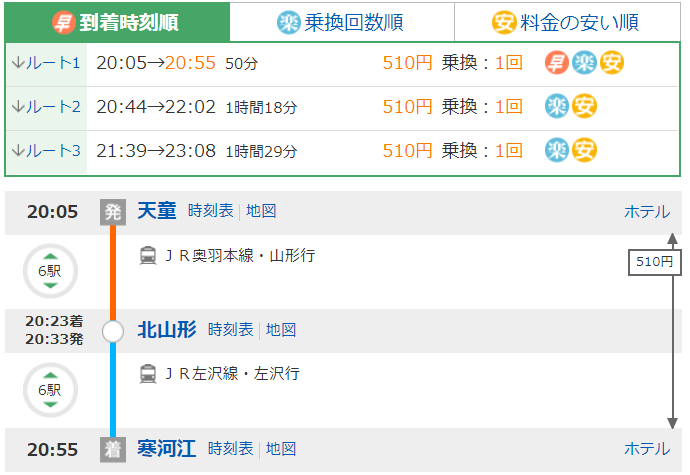 早 到着時刻順 楽 乗換回数順 安 料金の安い順
↓ルート1 20:05→20:55 50分 510円 乗換：1回 早 楽 安
↓ルート2 20:44→22:02 1時間18分 510円 乗換：1回 楽 安
↓ルート3 21:39→23:08 1時間29分 510円 乗換：1回 楽 安
20:05 発 天童 時刻表 | 地図 ホテル
ＪＲ奥羽本線・山形行
6駅
510円
20:23着
20:33発
北山形 時刻表 | 地図
ＪＲ左沢線・左沢行
6駅
20:55 着 寒河江 時刻表 | 地図 ホテル